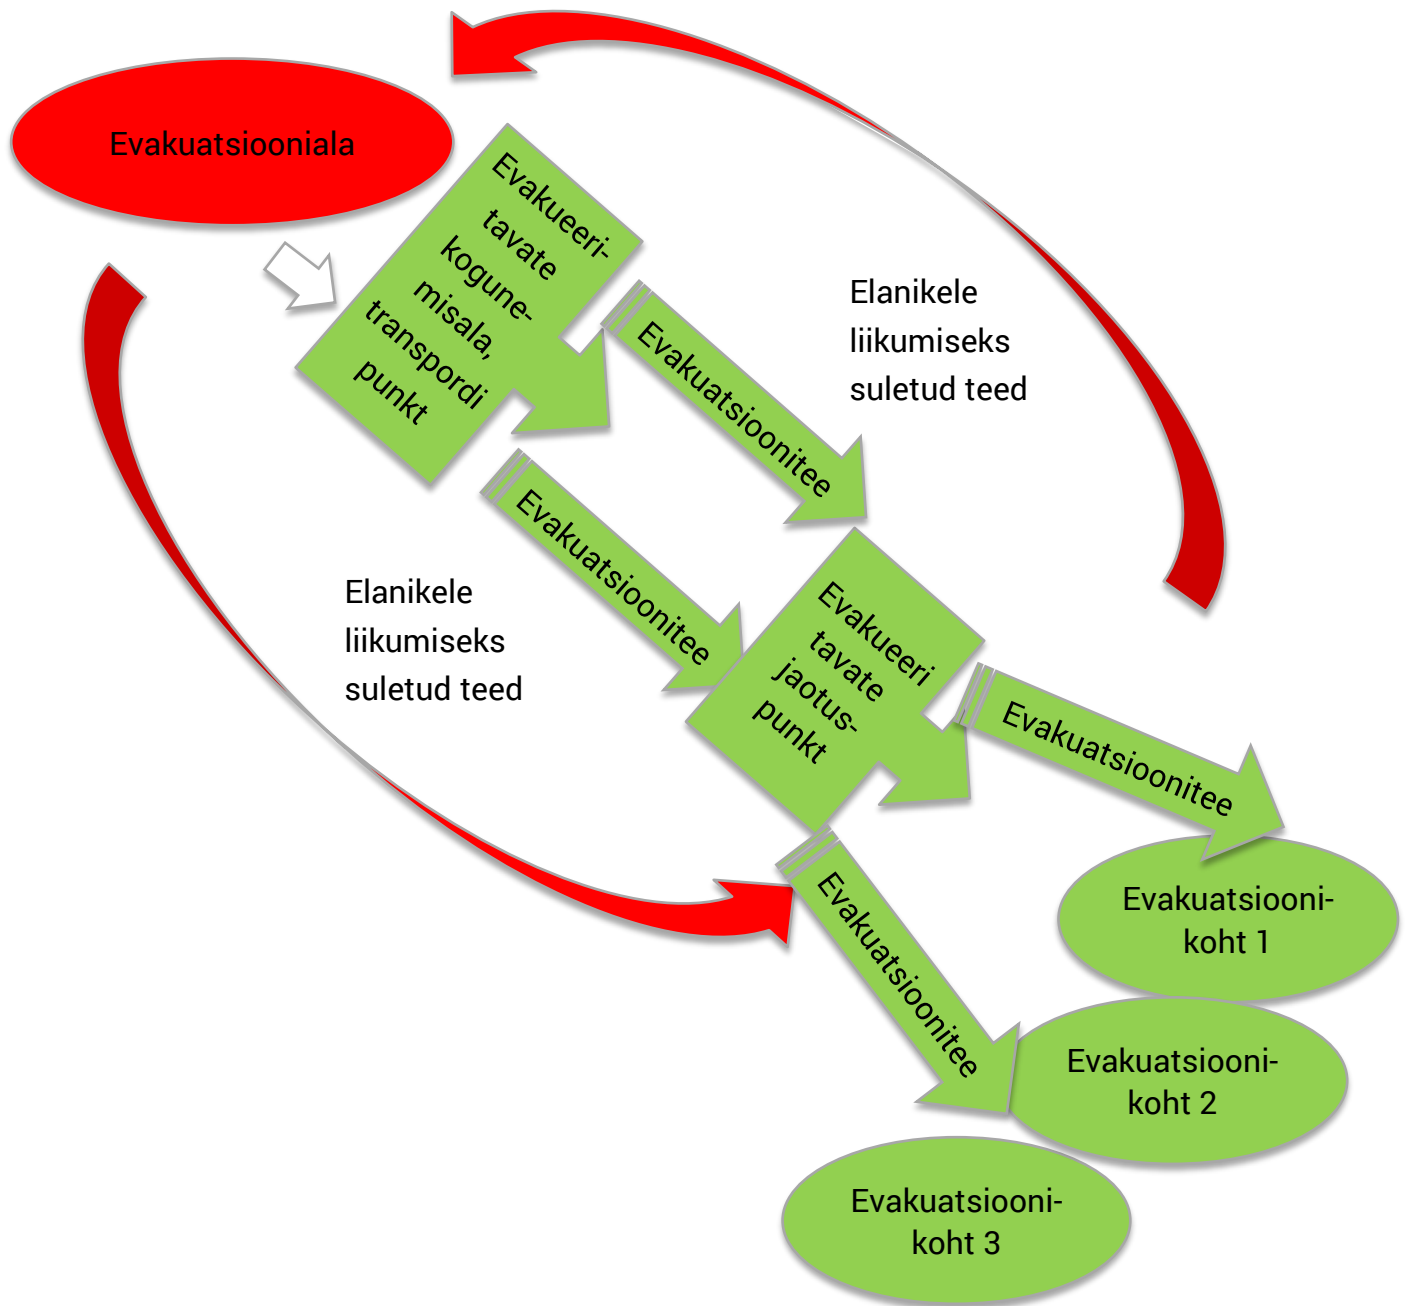 Evakuatsiooniala
Evakueeri-
tavate
kogune-
misala,
transpordi
punkt
Evakuatsioonitee
Elanikele
liikumiseks
suletud teed
Evakuatsioonitee
Elanikele
liikumiseks
suletud teed
Evakueeri
tavate
jaotus-
punkt
Evakuatsioonitee
Evakuatsioonitee
Evakuatsiooni-
koht 1
Evakuatsiooni-
koht 2
Evakuatsiooni-
koht 3